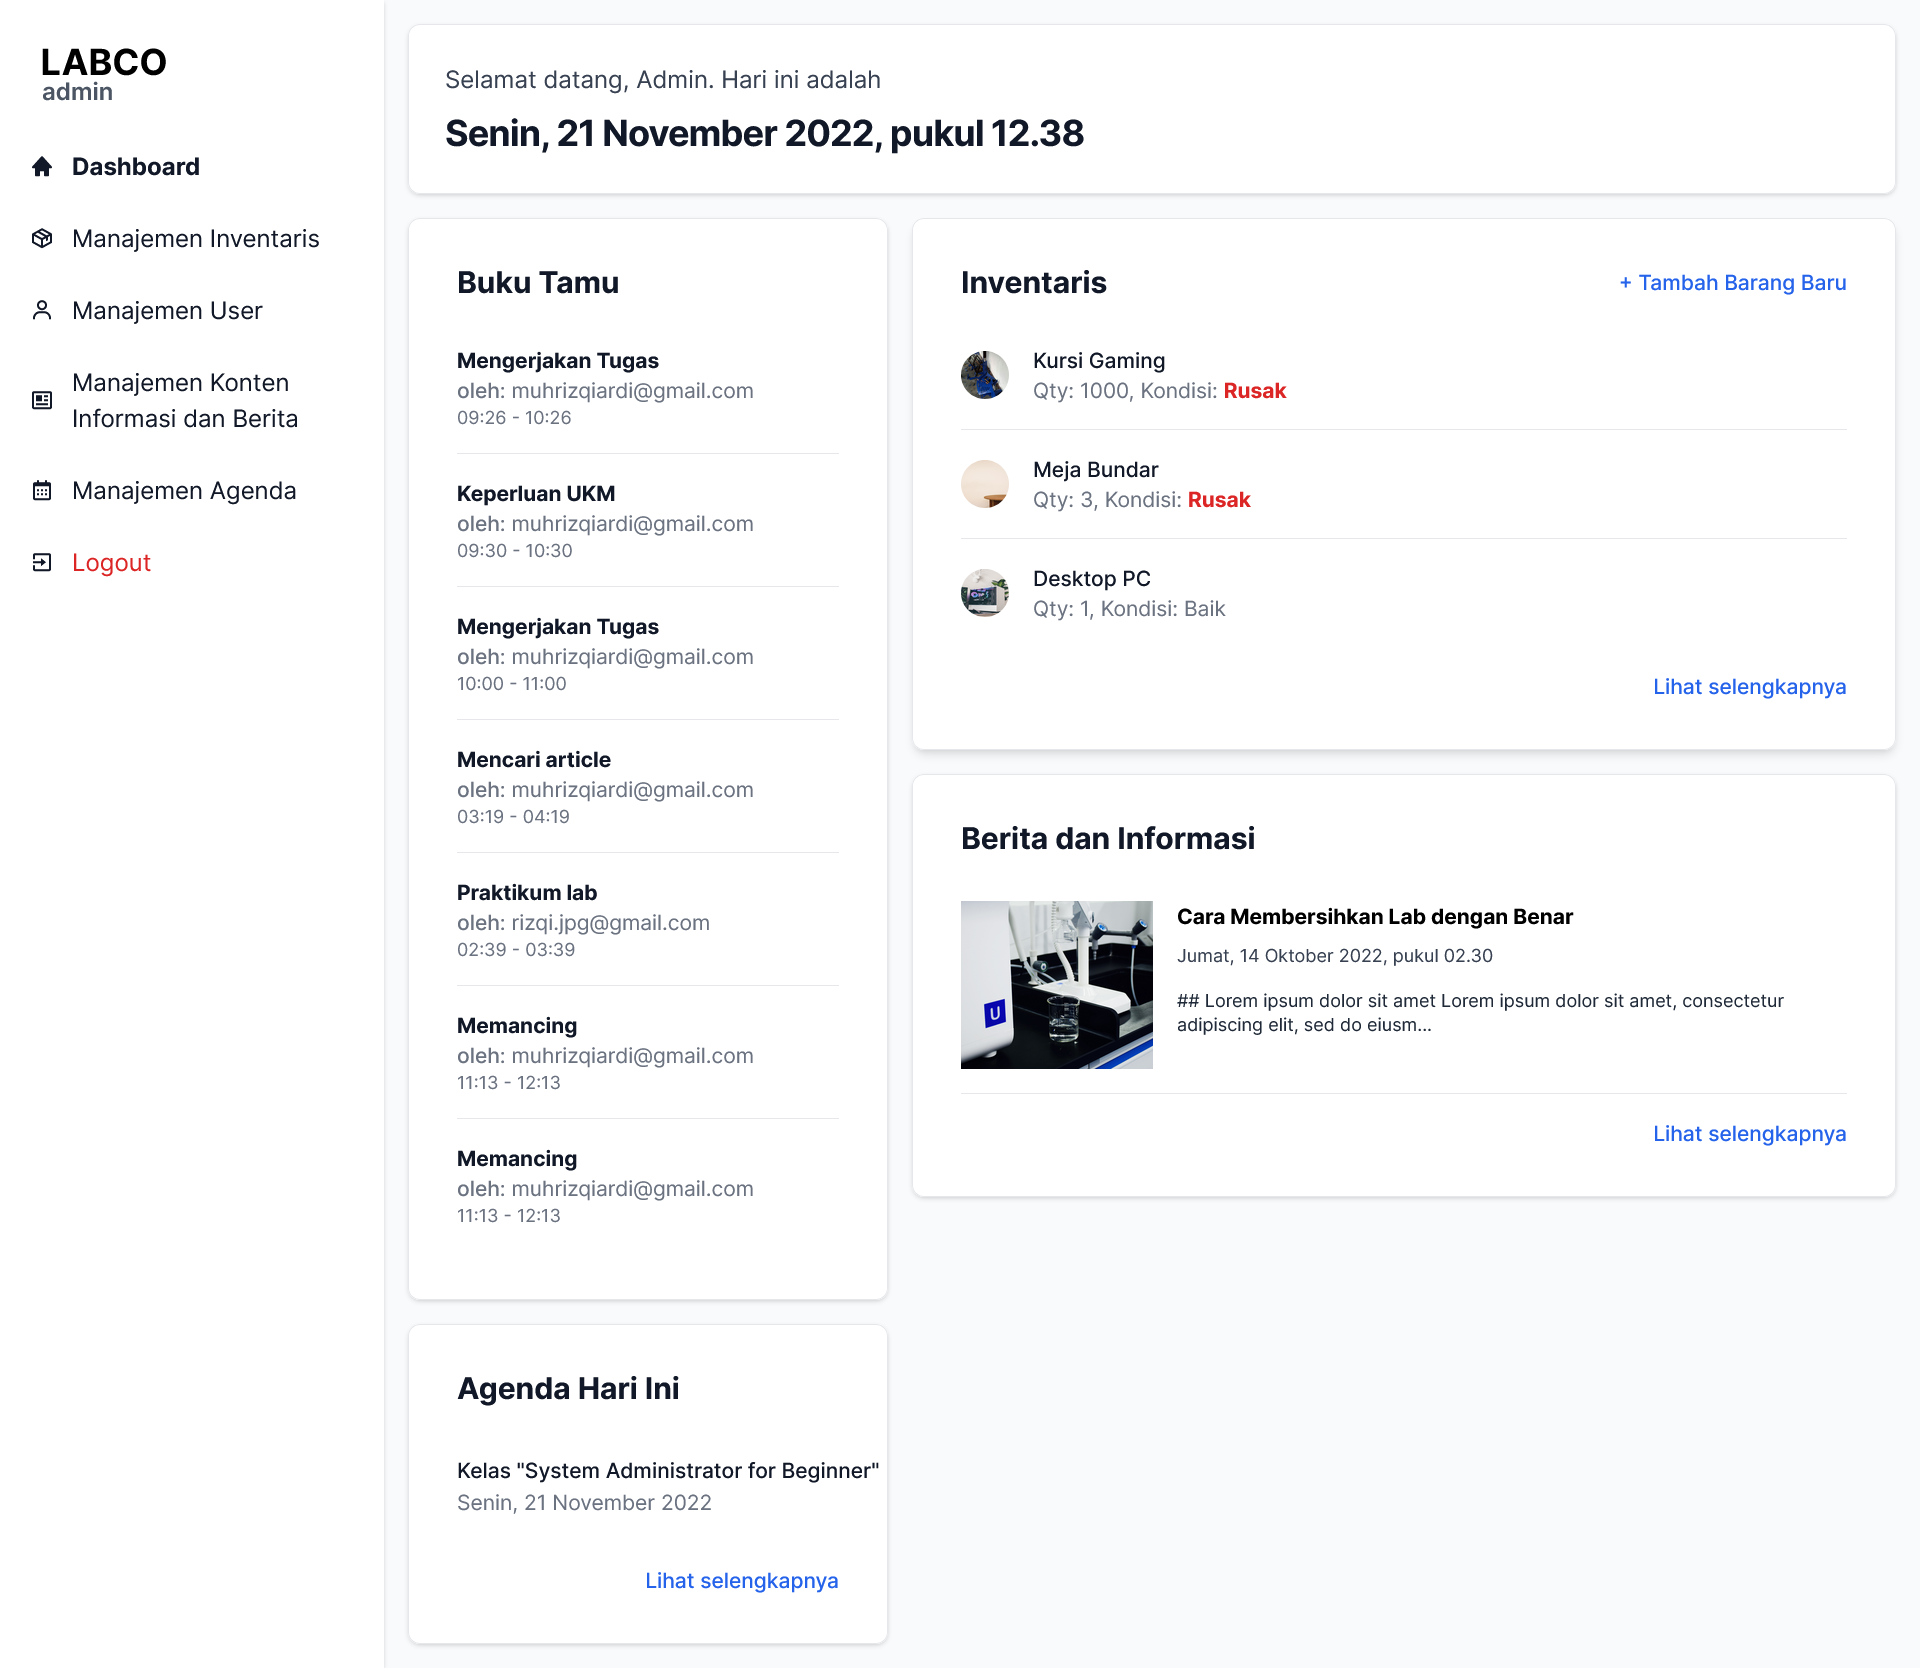 LABCO
admin
Dashboard
Manajemen Inventaris
Manajemen User
Manajemen Konten
Informasi dan Berita
Manajemen Agenda
Logout
Selamat datang, Admin. Hari ini adalah
Senin, 21 November 2022, pukul 12.38
Buku Tamu
Mengerjakan Tugas
oleh: muhrizqiardi@gmail.com
09:26 - 10:26
Keperluan UKM
oleh: muhrizqiardi@gmail.com
09:30 - 10:30
Mengerjakan Tugas
oleh: muhrizqiardi@gmail.com
10:00 - 11:00
Mencari article
oleh: muhrizqiardi@gmail.com
03:19 - 04:19
Praktikum lab
oleh: rizqi.jpg@gmail.com
02:39 - 03:39
Memancing
oleh: muhrizqiardi@gmail.com
11:13 - 12:13
Memancing
oleh: muhrizqiardi@gmail.com
11:13 - 12:13
Agenda Hari Ini
Kelas "System Administrator for Beginner"
Senin, 21 November 2022
Lihat selengkapnya
Inventaris
+ Tambah Barang Baru
Kursi Gaming
Qty: 1000, Kondisi: Rusak
Meja Bundar
Qty: 3, Kondisi: Rusak
Desktop PC
Qty: 1, Kondisi: Baik
Lihat selengkapnya
Berita dan Informasi
U
Cara Membersihkan Lab dengan Benar
Jumat, 14 Oktober 2022, pukul 02.30
## Lorem ipsum dolor sit amet Lorem ipsum dolor sit amet, consectetur
adipiscing elit, sed do eiusm...
Lihat selengkapnya